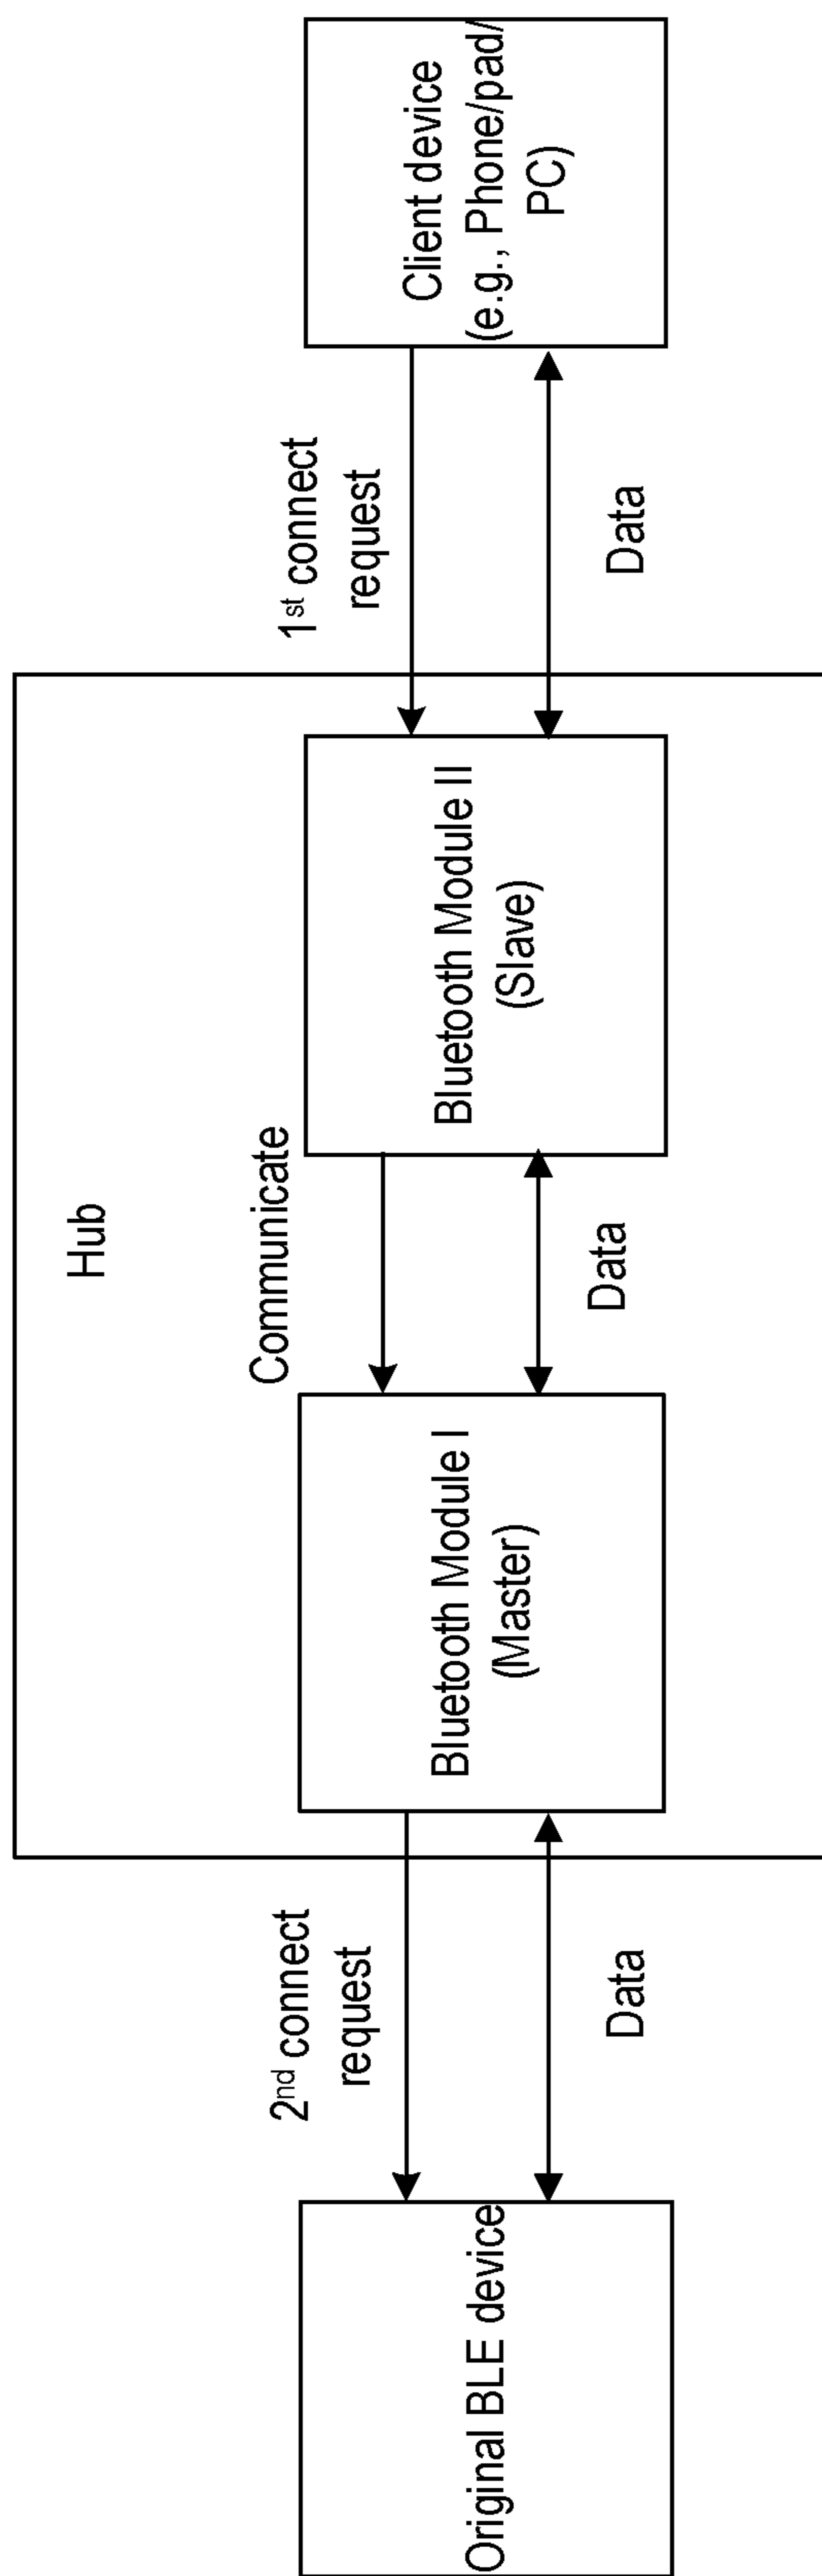 Hub
Original BLE device
2nd connect
request
Data
Bluetooth Module I
(Master)
Communicate
Data
Bluetooth Module II
(Slave)
1st connect
request
Data
Client device
(e.g., Phone/pad/
PC)